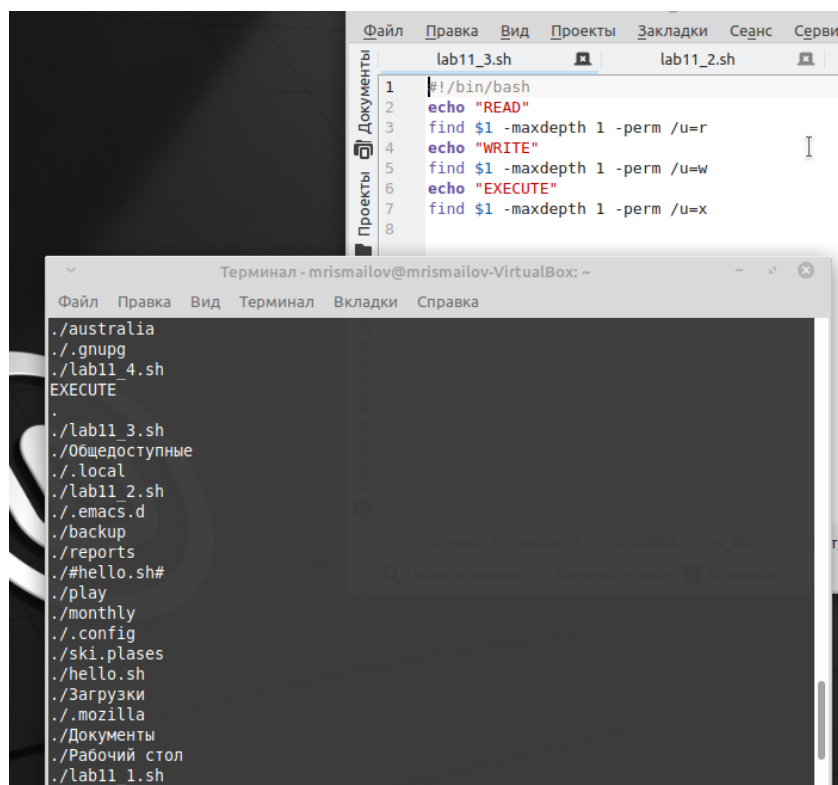 Файл Правка Вид Проекты Закладки Сеанс Серви
lab11_3.sh lab11_2.sh
Документы
Проекты
1 #!/bin/bash
2 echo "READ"
3 find $1 -maxdepth 1 -perm /u=r
4 echo "WRITE"
5 find $1 -maxdepth 1 -perm /u=w
6 echo "EXECUTE"
7 find $1 -maxdepth 1 -perm /u=x
8
Терминал - mrismailov@mrismailov-VirtualBox: ~
Файл Правка Вид Терминал Вкладки Справка
./australia
./.gnupg
./lab11_4.sh
EXECUTE
.
./lab11_3.sh
./Общедоступные
./.local
./lab11_2.sh
./.emacs.d
./backup
./reports
./#hello.sh#
./play
./monthly
./.config
./ski.plases
./hello.sh
./Загрузки
./.mozilla
./Документы
./Рабочий стол
./lab11_1.sh